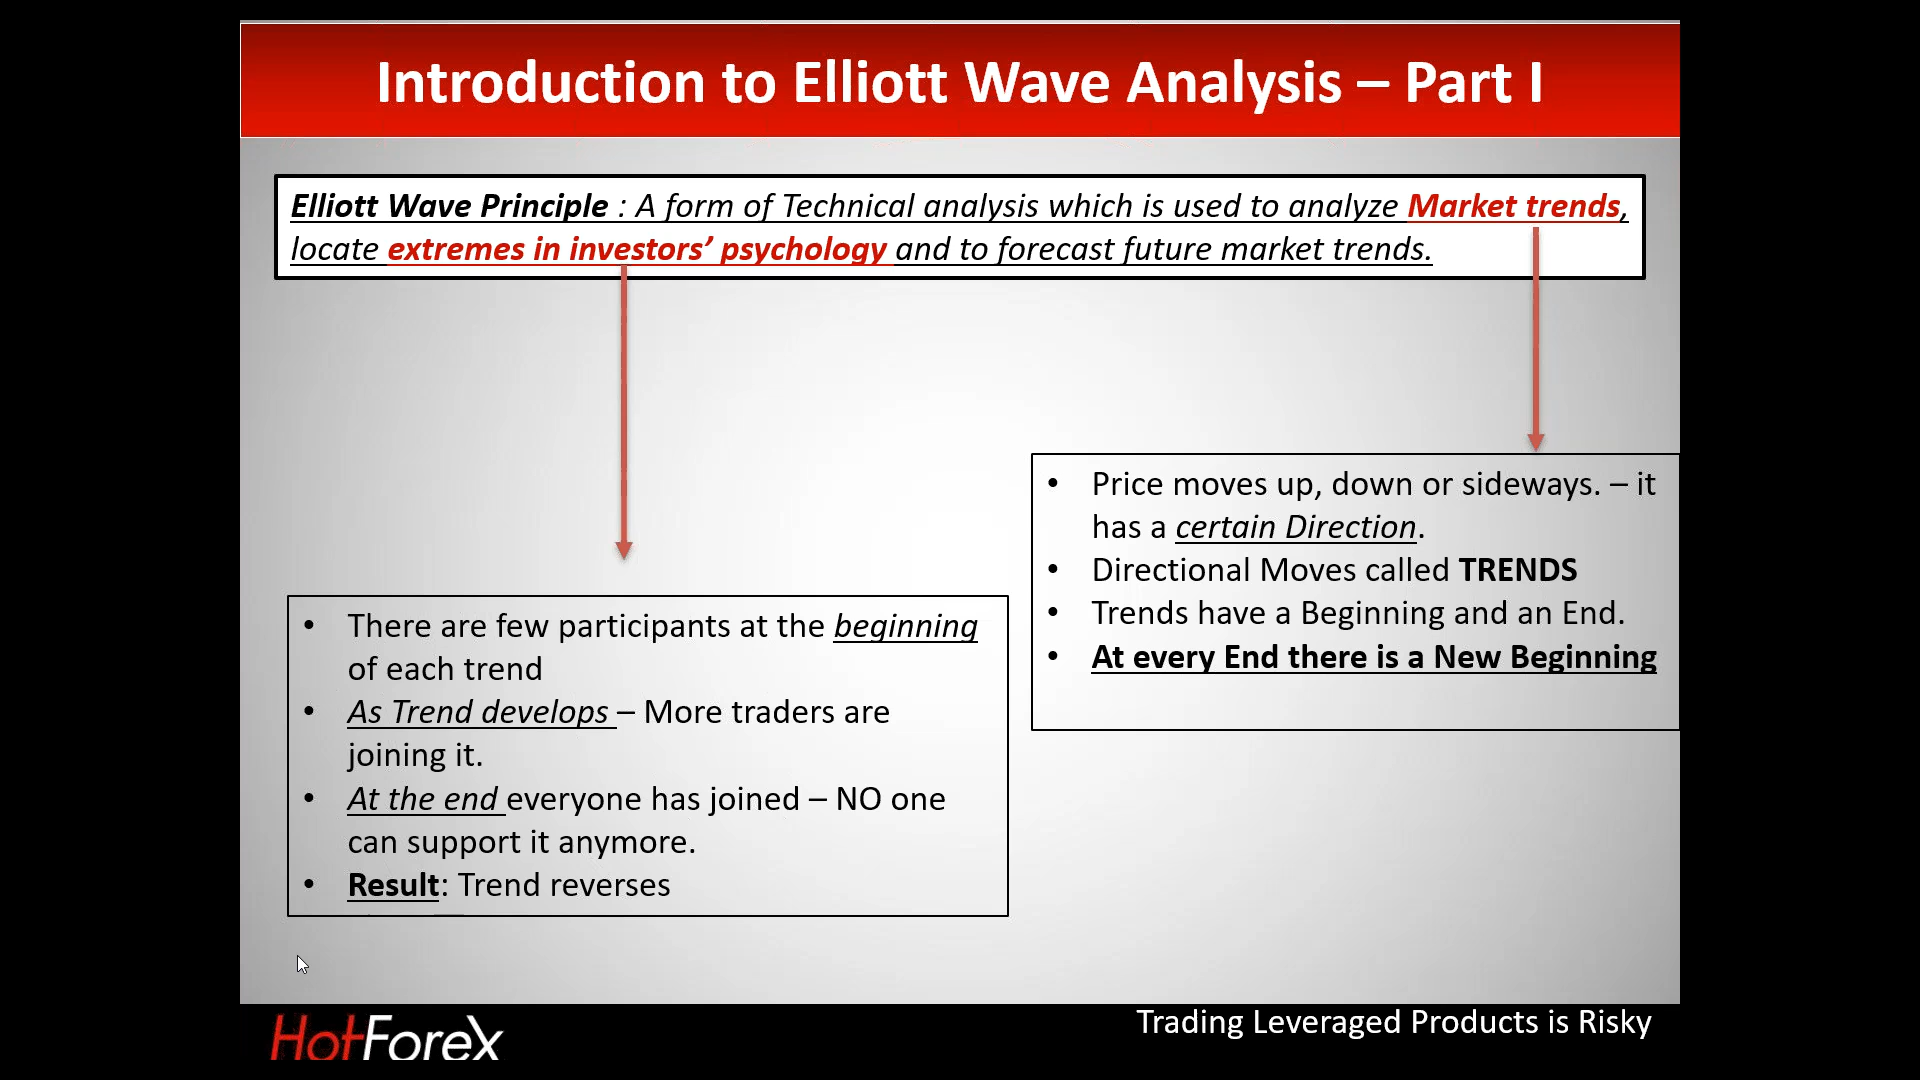 Introduction to Elliott Wave Analysis – Part I
Elliott Wave Principle : A form of Technical analysis which is used to analyze Market trends,
locate extremes in investors’ psychology and to forecast future market trends.
• Price moves up, down or sideways. – it
has a certain Direction.
• Directional Moves called TRENDS
• Trends have a Beginning and an End.
• At every End there is a New Beginning
• There are few participants at the beginning
of each trend
• As Trend develops – More traders are
joining it.
• At the end everyone has joined – NO one
can support it anymore.
• Result: Trend reverses
HotForex
Trading Leveraged Products is Risky